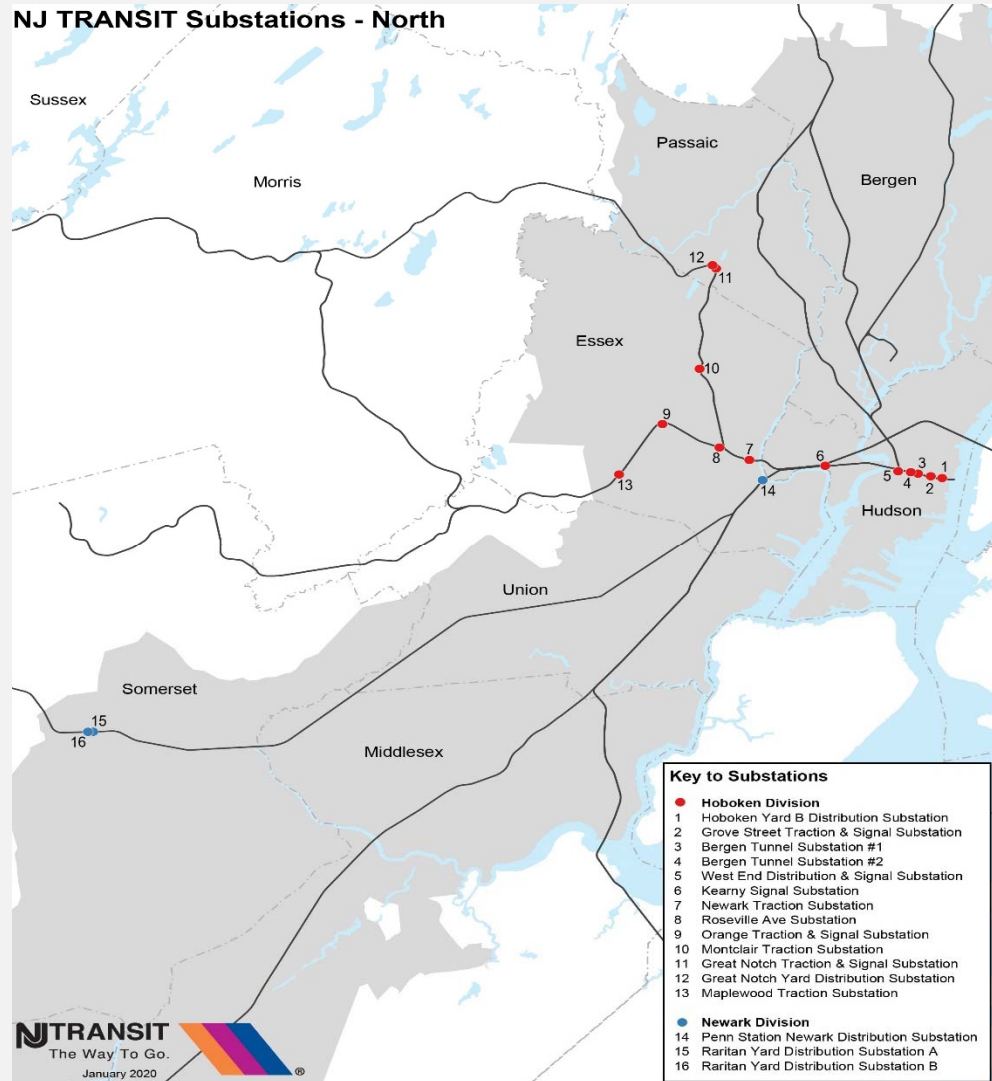 NJ TRANSIT Substations - North
Sussex
Morris
Passaic
Bergen
12
11
Essex
10
9
8
7
6
5 4 3 2 1
13
14
Hudson
Union
Somerset
15
16
Middlesex
Key to Substations
Hoboken Division
1 Hoboken Yard B Distribution Substation
2 Grove Street Traction & Signal Substation
3 Bergen Tunnel Substation #1
4 Bergen Tunnel Substation #2
5 West End Distribution & Signal Substation
6 Kearny Signal Substation
7 Newark Traction Substation
8 Roseville Ave Substation
9 Orange Traction & Signal Substation
10 Montclair Traction Substation
11 Great Notch Traction & Signal Substation
12 Great Notch Yard Distribution Substation
13 Maplewood Traction Substation
Newark Division
14 Penn Station Newark Distribution Substation
15 Raritan Yard Distribution Substation A
16 Raritan Yard Distribution Substation B
NJ TRANSIT
The Way To Go.
January 2020
®